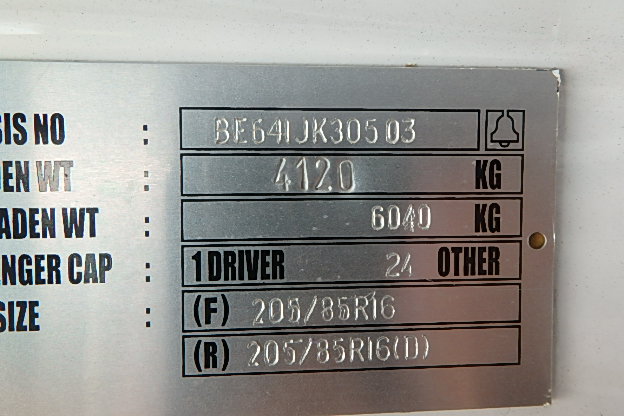 SIS NO : BE641JK30503
DEN WT : 4120 KG
ADEN WT : 6040 KG
NGER CAP : 1 DRIVER 24 OTHER
SIZE : (F) 205/85R16
(R) 205/85R16(D)